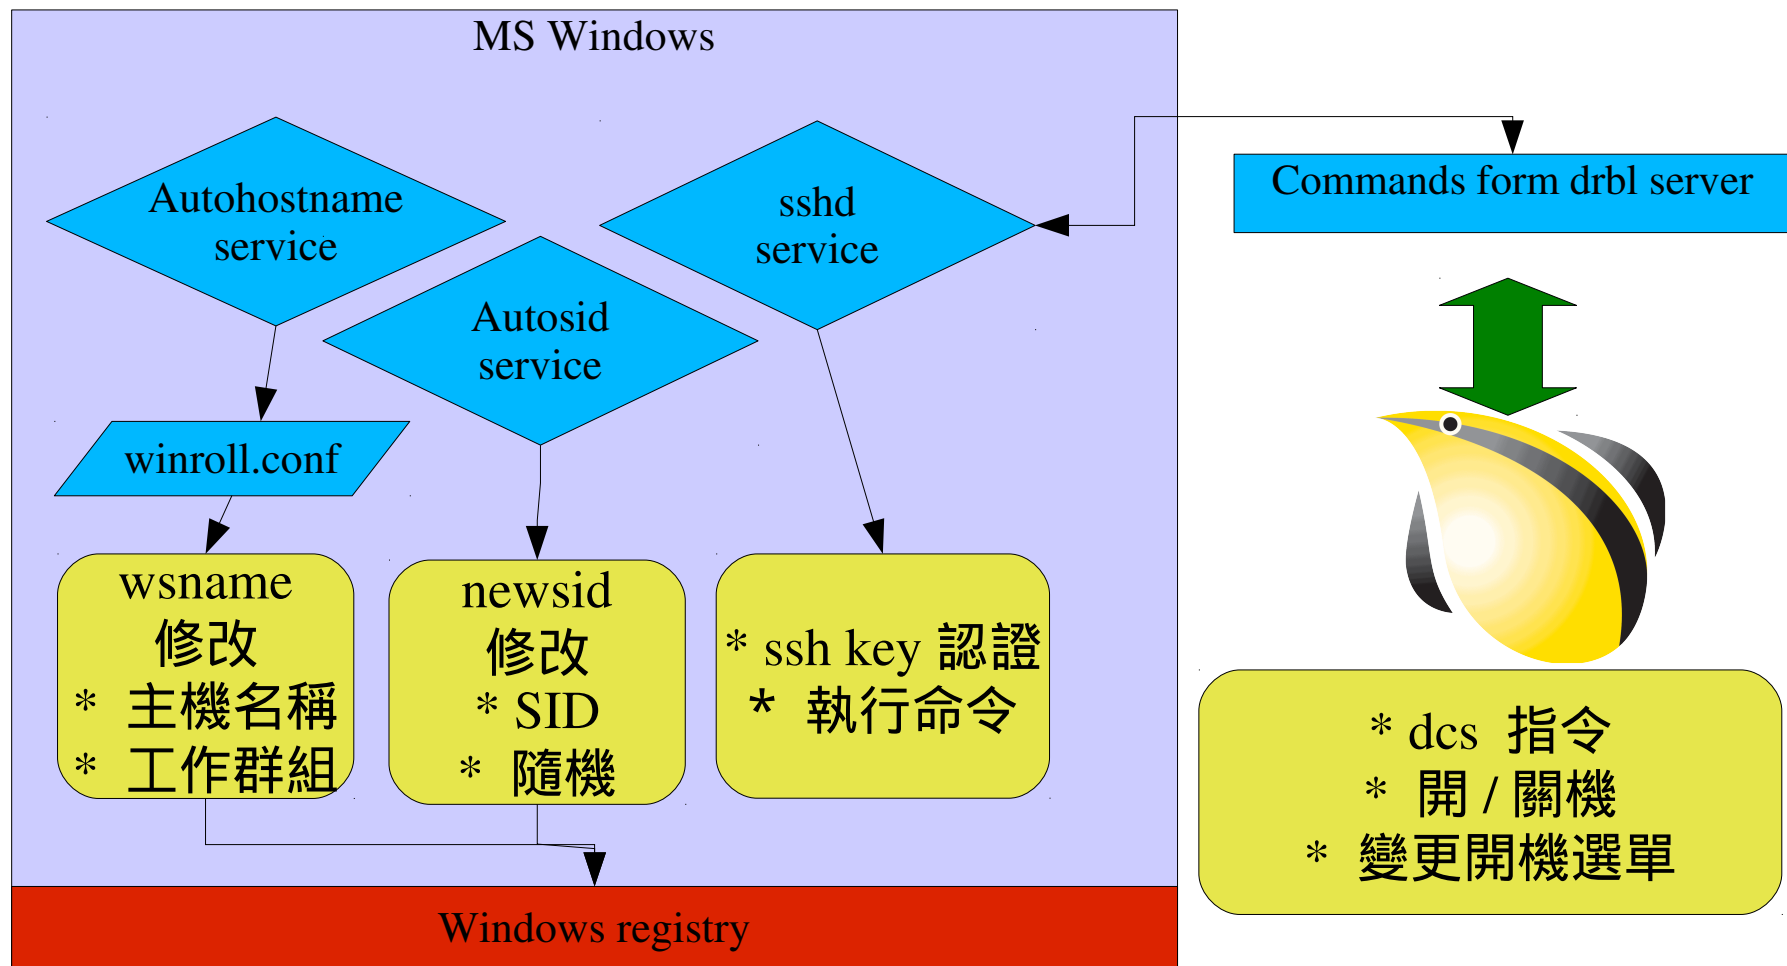 MS Windows
Autohostname
service
sshd
service
Commands form drbl server
Autosid
service
winroll.conf
wsname
修改
* 主機名稱
* 工作群組
newsid
修改
* SID
* 隨機
* ssh key 認證
* 執行命令
* dcs 指令
* 開 / 關機
* 變更開機選單
Windows registry